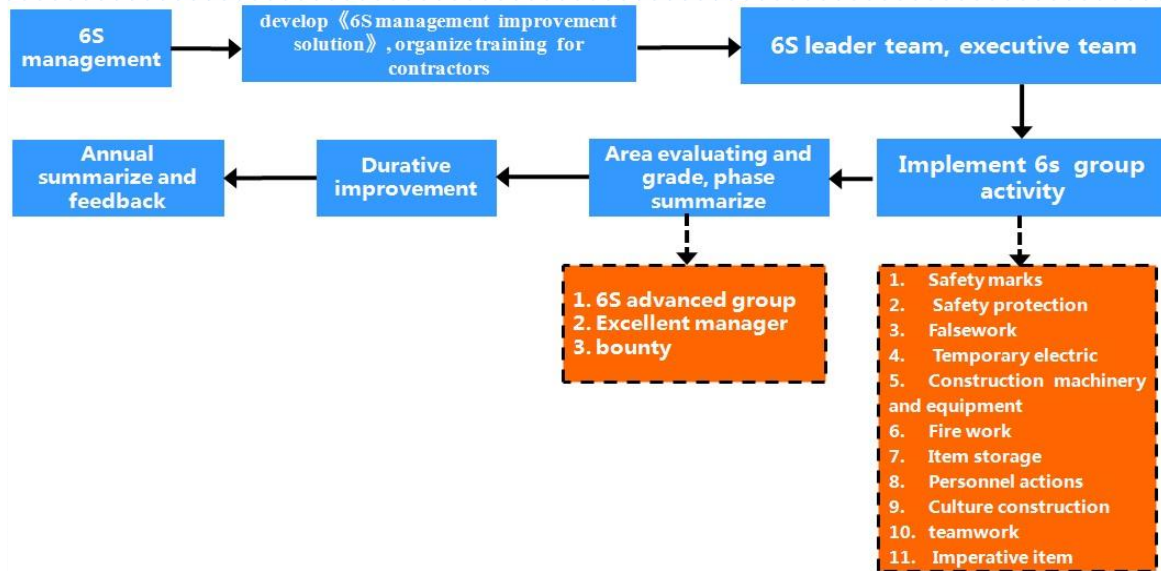 6S
management
develop《6S management improvement
solution》, organize training for
contractors
6S leader team, executive team
Implement 6s group
activity
Area evaluating and
grade, phase
summarize
Durative
improvement
Annual
summarize and
feedback
1. 6S advanced group
2. Excellent manager
3. bounty
1. Safety marks
2. Safety protection
3. Falsework
4. Temporary electric
5. Construction machinery
and equipment
6. Fire work
7. Item storage
8. Personnel actions
9. Culture construction
10. teamwork
11. Imperative item